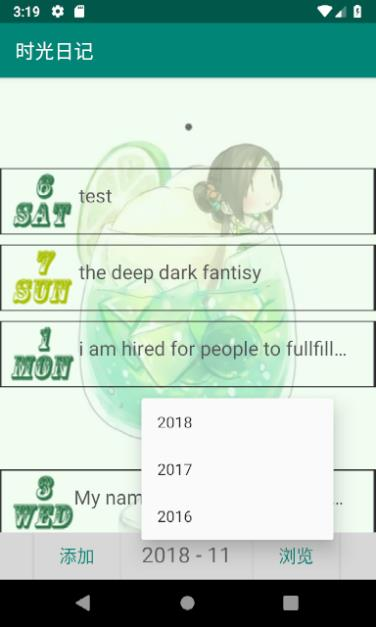 3:19
时光日记
6
SAT
test
7
SUN
the deep dark fantisy
1
MON
i am hired for people to fullfill...
2018
2017
2016
3
WED
My nam
...
添加
2018 - 11
浏览